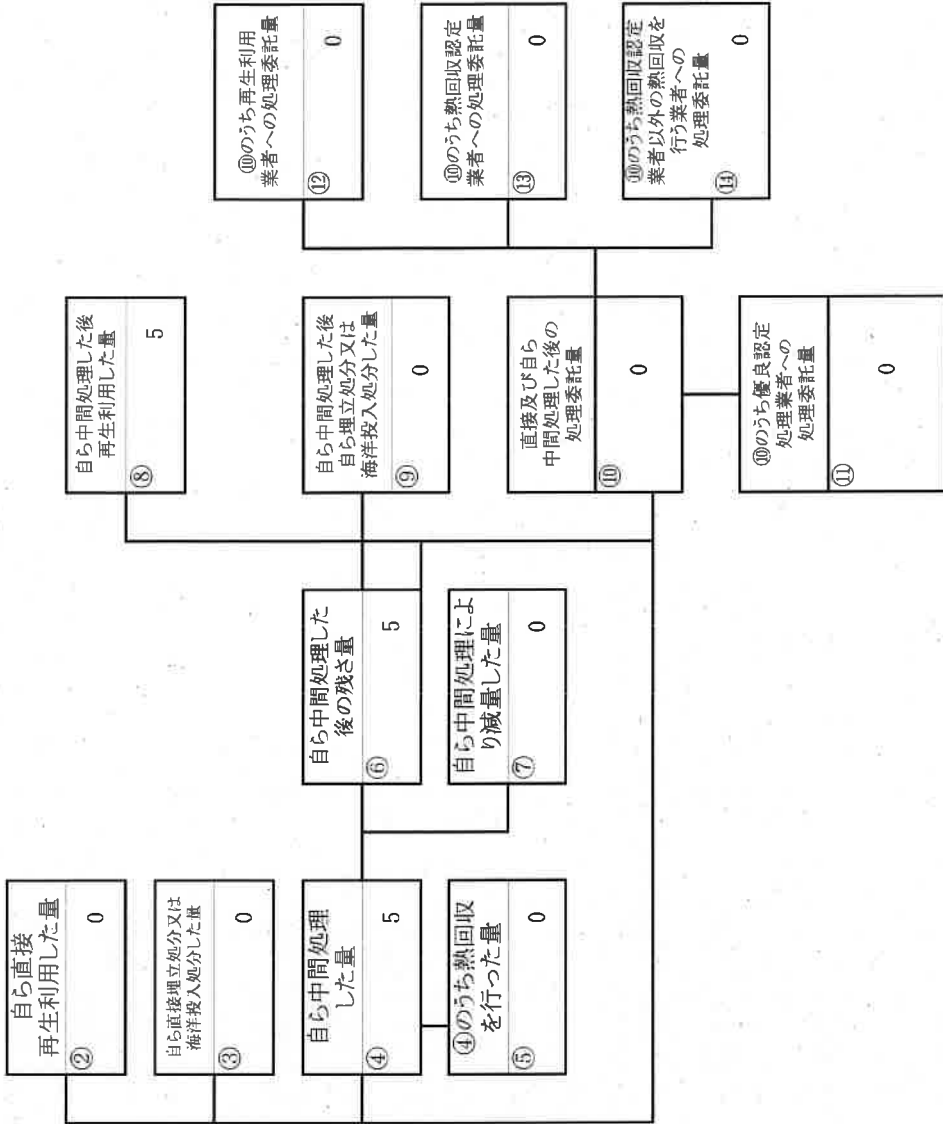 ②
自ら直接
再生利用した量
0
③
自ら直接埋立処分又は
海洋投入処分した量
0
④
自ら中間処理
した量
5
⑤
④のうち熱回収
を行った量
0
⑥
自ら中間処理した
後の残さ量
5
⑦
自ら中間処理によ
り減量した量
0
⑧
自ら中間処理した後
再生利用した量
5
⑨
自ら中間処理した後
自ら埋立処分又は
海洋投入処分した量
0
⑩
直接及び自ら
中間処理した後の
処理委託量
0
⑪
⑩のうち優良認定
処理業者への
処理委託量
0
⑫
⑩のうち再生利用
業者への処理委託量
0
⑬
⑩のうち熱回収認定
業者への処理委託量
0
⑭
⑩のうち熱回収認定
業者以外の熱回収を
行う業者への
処理委託量
0